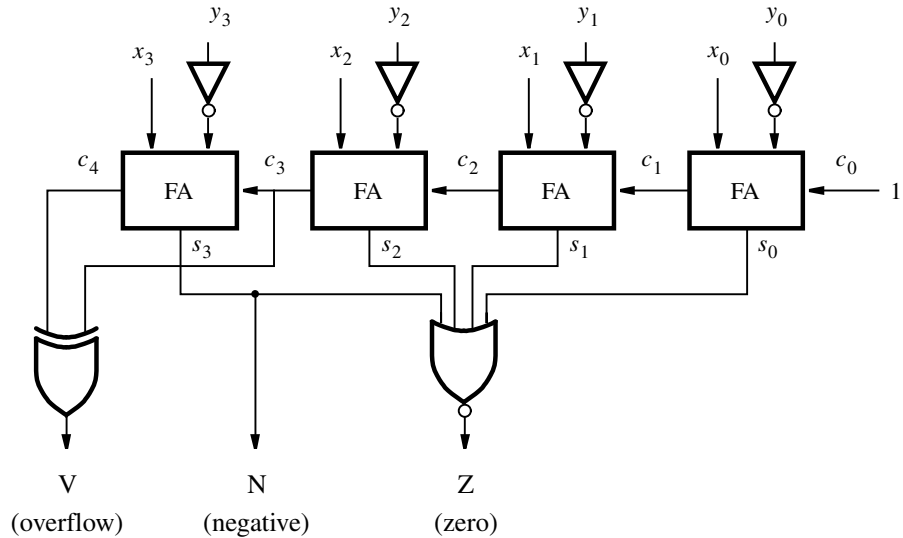 y3 y2 y1 y0
x3 x2 x1 x0
c4 c3 c2 c1 c0
FA FA FA FA 1
s3 s2 s1 s0
V N Z
(overflow) (negative) (zero)